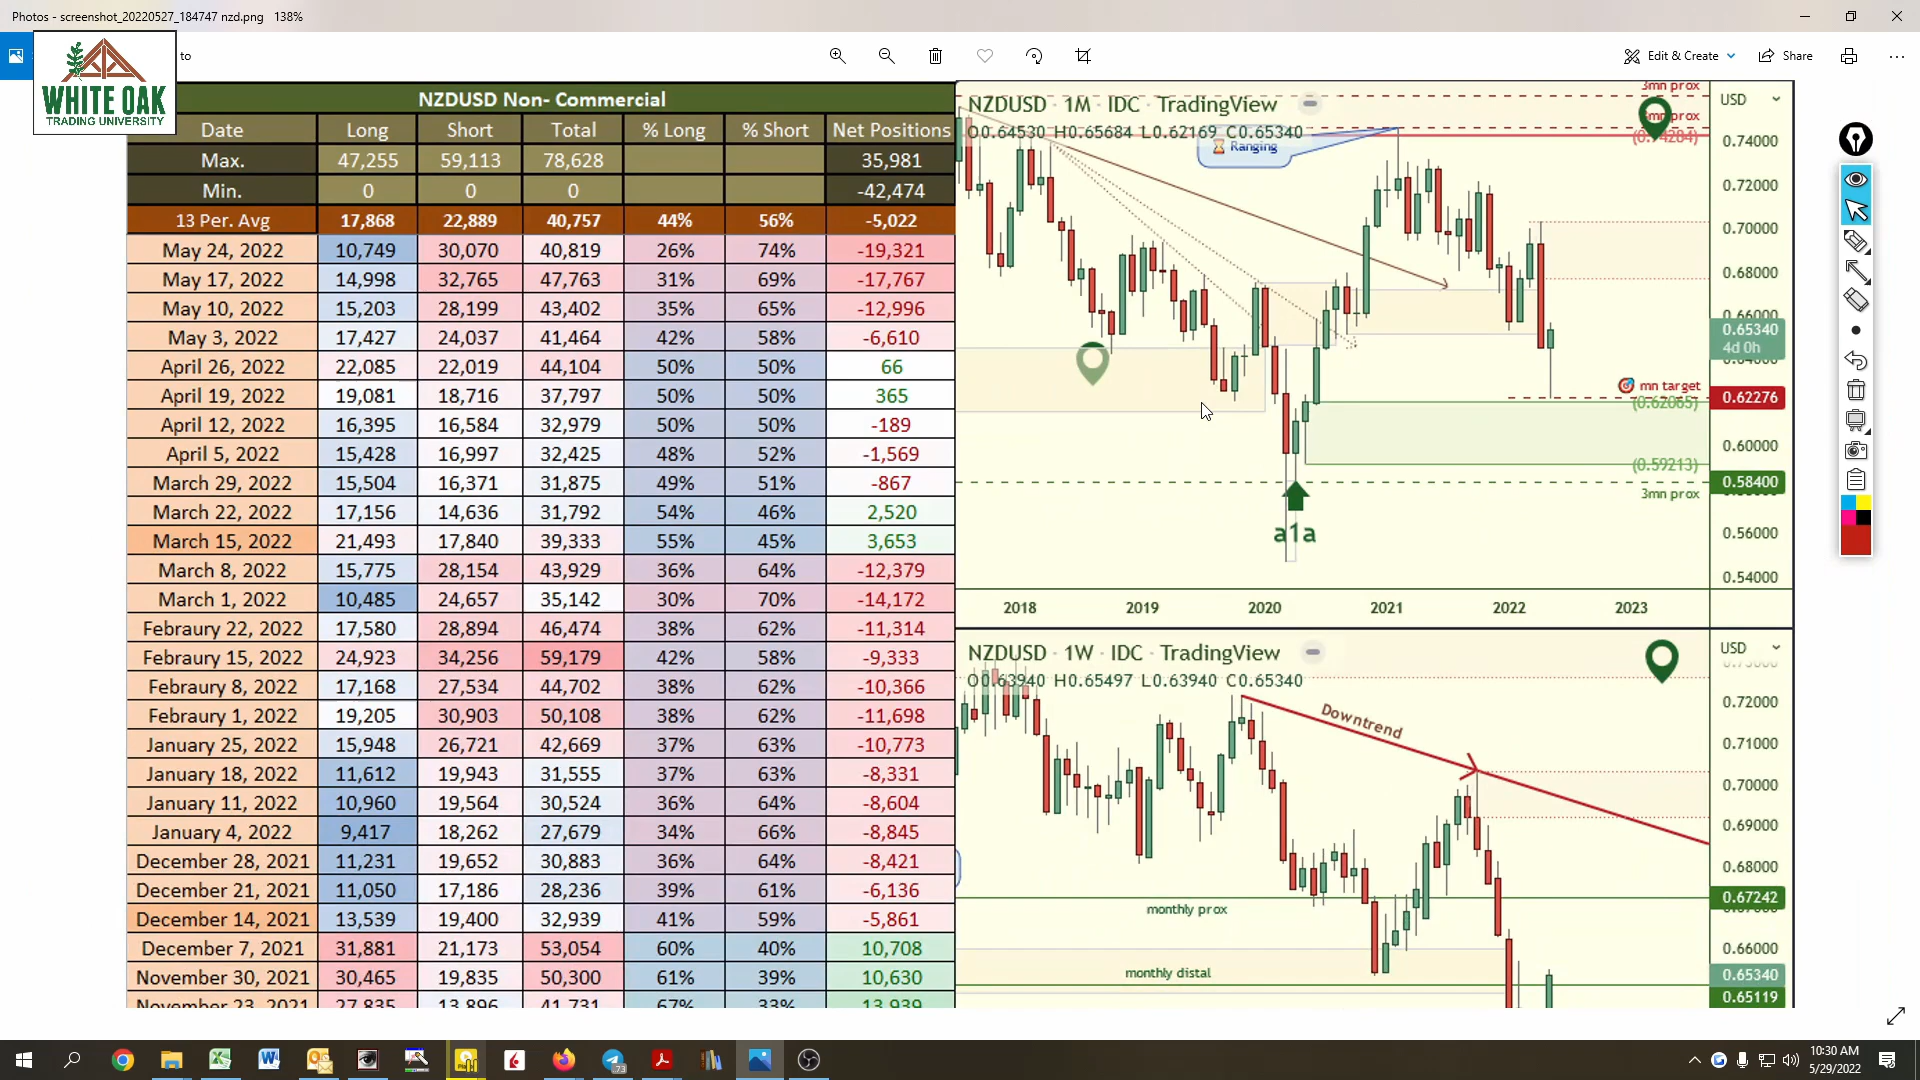 Photos - screenshot_20220527_184747 nzd.png 138%
to
Edit & Create
Share
WHITE OAK
TRADING UNIVERSITY
NZDUSD Non- Commercial
Date Long Short Total % Long % Short Net Positions
Max. 47,255 59,113 78,628 35,981
Min. 0 0 0 -42,474
13 Per. Avg 17,868 22,889 40,757 44% 56% -5,022
May 24, 2022 10,749 30,070 40,819 26% 74% -19,321
May 17, 2022 14,998 32,765 47,763 31% 69% -17,767
May 10, 2022 15,203 28,199 43,402 35% 65% -12,996
May 3, 2022 17,427 24,037 41,464 42% 58% -6,610
April 26, 2022 22,085 22,019 44,104 50% 50% 66
April 19, 2022 19,081 18,716 37,797 50% 50% 365
April 12, 2022 16,395 16,584 32,979 50% 50% -189
April 5, 2022 15,428 16,997 32,425 48% 52% -1,569
March 29, 2022 15,504 16,371 31,875 49% 51% -867
March 22, 2022 17,156 14,636 31,792 54% 46% 2,520
March 15, 2022 21,493 17,840 39,333 55% 45% 3,653
March 8, 2022 15,775 28,154 43,929 36% 64% -12,379
March 1, 2022 10,485 24,657 35,142 30% 70% -14,172
Febraury 22, 2022 17,580 28,894 46,474 38% 62% -11,314
Febraury 15, 2022 24,923 34,256 59,179 42% 58% -9,333
Febraury 8, 2022 17,168 27,534 44,702 38% 62% -10,366
Febraury 1, 2022 19,205 30,903 50,108 38% 62% -11,698
January 25, 2022 15,948 26,721 42,669 37% 63% -10,773
January 18, 2022 11,612 19,943 31,555 37% 63% -8,331
January 11, 2022 10,960 19,564 30,524 36% 64% -8,604
January 4, 2022 9,417 18,262 27,679 34% 66% -8,845
December 28, 2021 11,231 19,652 30,883 36% 64% -8,421
December 21, 2021 11,050 17,186 28,236 39% 61% -6,136
December 14, 2021 13,539 19,400 32,939 41% 59% -5,861
December 7, 2021 31,881 21,173 53,054 60% 40% 10,708
November 30, 2021 30,465 19,835 50,300 61% 39% 10,630
November 23, 2021 27,835 13,896 41,731 67% 33% 13,939
NZDUSD · 1M · IDC · TradingView
O0.64530 H0.65684 L0.62169 C0.65340
Ranging
3mn prox
USD
(0.74284)
0.74000
0.72000
0.70000
0.68000
0.66000
0.65340
4d 0h
mn target
0.62276
(0.62065)
0.60000
(0.59213)
0.58400
3mn prox
a1a
0.56000
0.54000
2018 2019 2020 2021 2022 2023
NZDUSD · 1W · IDC · TradingView
O0.63940 H0.65497 L0.63940 C0.65340
USD
0.72000
Downtrend
0.71000
0.70000
0.69000
0.68000
0.67242
monthly prox
0.66000
monthly distal
0.65340
0.65119
73
10:30 AM
5/29/2022